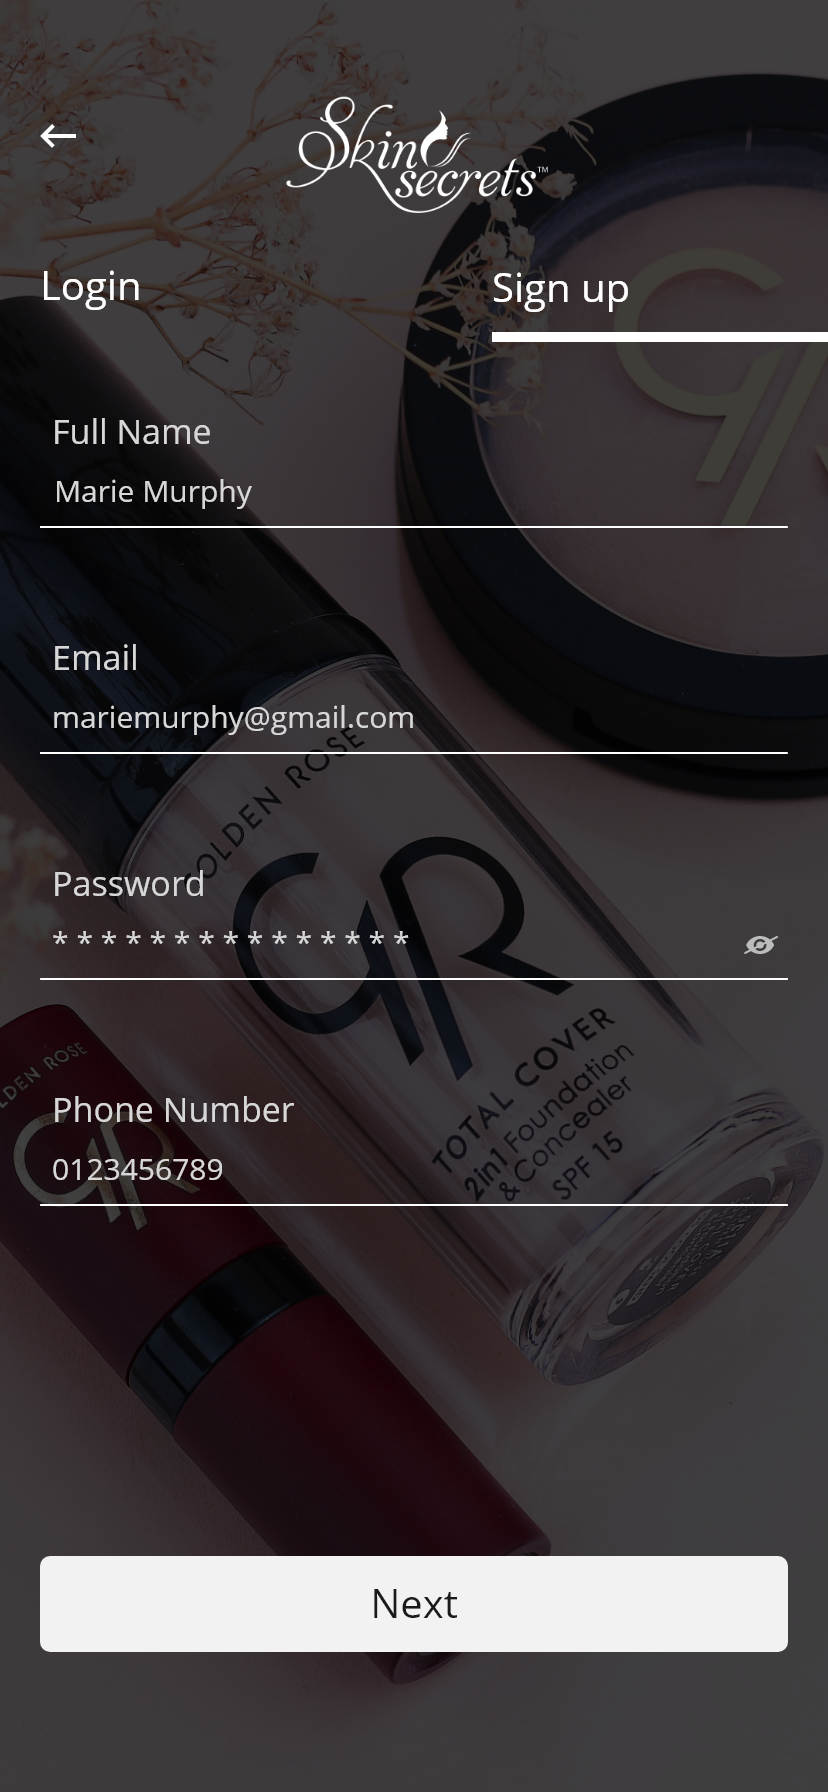 Skin
secrets™
Login
Sign up
Full Name
Marie Murphy
Email
mariemurphy@gmail.com
GOLDEN ROSE
GR
Password
* * * * * * * * * * * * * * *
TOTAL COVER
2in1 Foundation
& Concealer
SPF 15
GOLDEN ROSE
GR
Phone Number
0123456789
Next